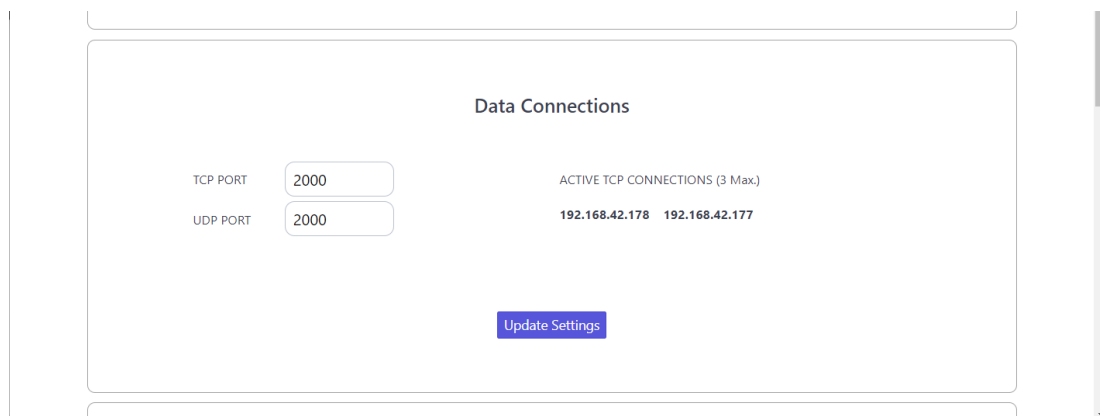 Data Connections
TCP PORT 2000
UDP PORT 2000
ACTIVE TCP CONNECTIONS (3 Max.)
192.168.42.178 192.168.42.177
Update Settings